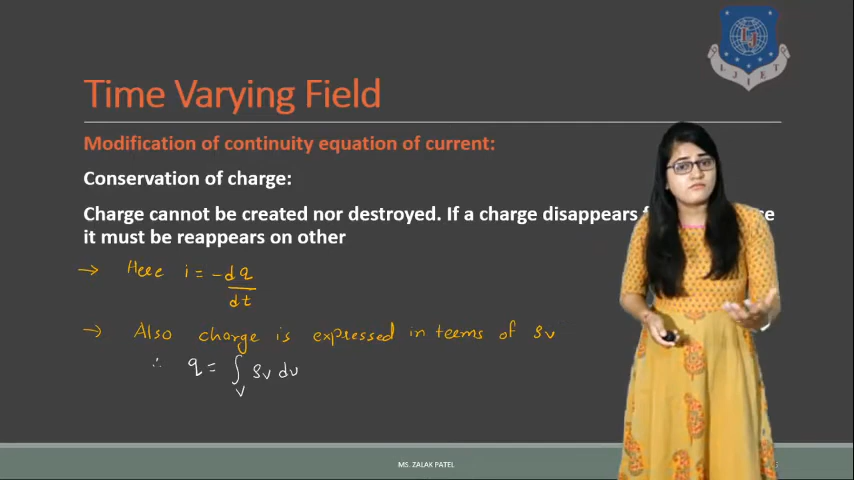 LJIET
Time Varying Field
Modification of continuity equation of current:
Conservation of charge:
Charge cannot be created nor destroyed. If a charge disappears
it must be reappears on other
→ Here i = -dq/dt
→ Also charge is expressed in terms of ρv
∴ q = ∫v ρv dv
MS. ZALAK PATEL